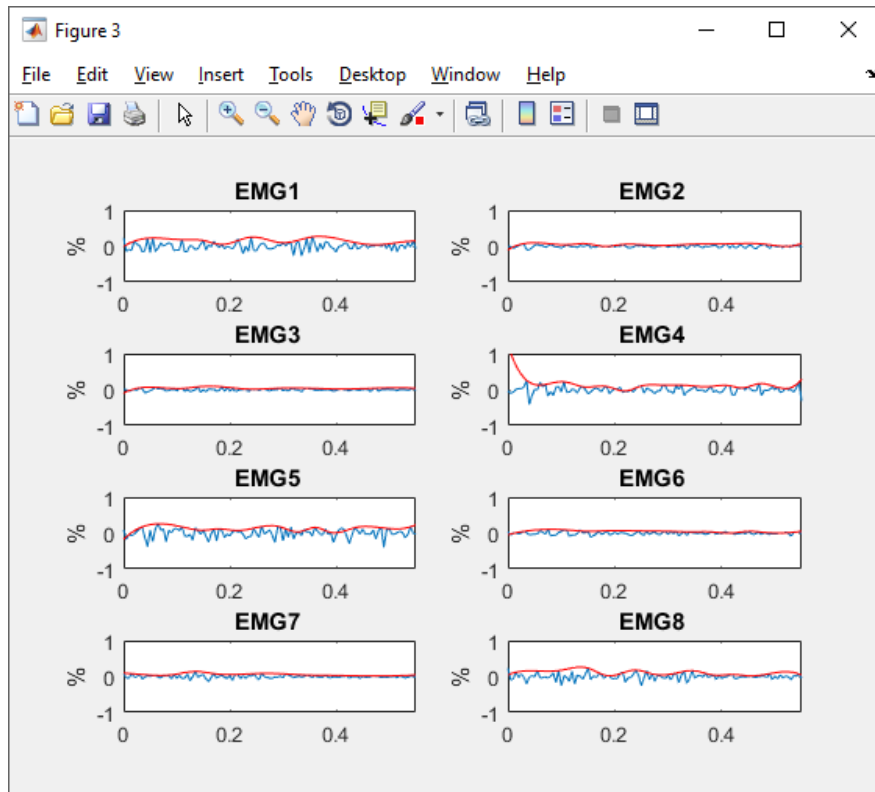 Figure 3
File Edit View Insert Tools Desktop Window Help
EMG1
1
0
-1
%
0 0.2 0.4
EMG2
1
0
-1
%
0 0.2 0.4
EMG3
1
0
-1
%
0 0.2 0.4
EMG4
1
0
-1
%
0 0.2 0.4
EMG5
1
0
-1
%
0 0.2 0.4
EMG6
1
0
-1
%
0 0.2 0.4
EMG7
1
0
-1
%
0 0.2 0.4
EMG8
1
0
-1
%
0 0.2 0.4